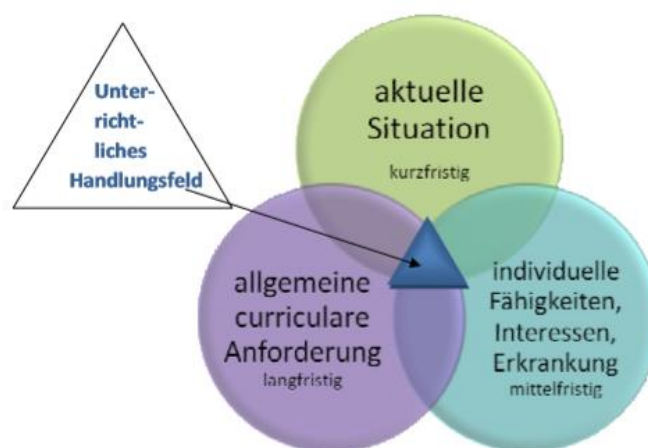 Unter-
richt-
liches
Handlungsfeld
aktuelle
Situation
kurzfristig
allgemeine
curriculare
Anforderung
langfristig
individuelle
Fähigkeiten,
Interessen,
Erkrankung
mittelfristig